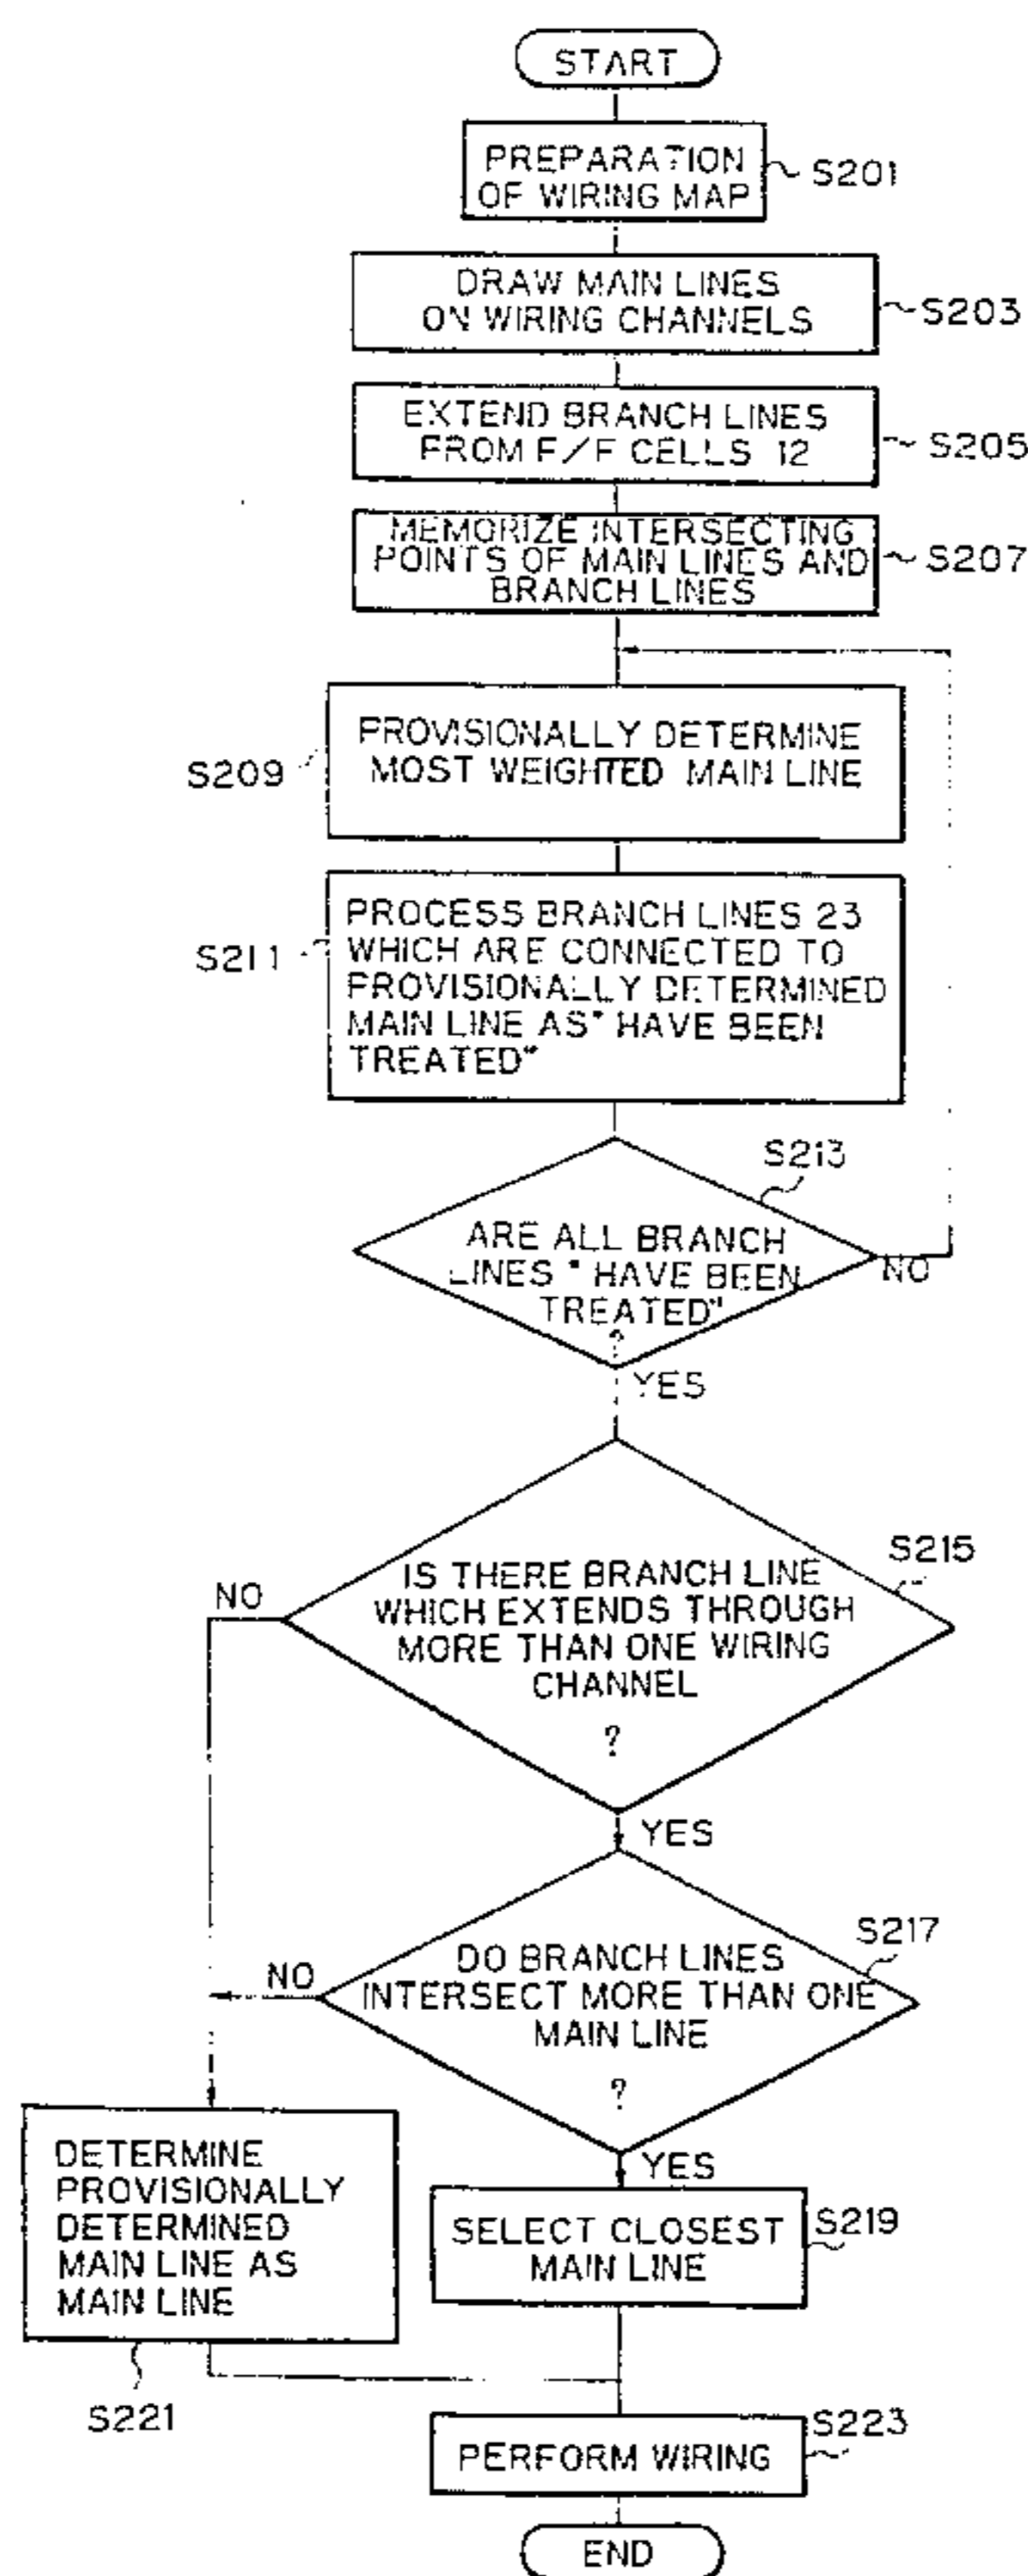 START
PREPARATION
OF WIRING MAP
S201
DRAW MAIN LINES
ON WIRING CHANNELS
S203
EXTEND BRANCH LINES
FROM F/F CELLS 12
S205
MEMORIZE INTERSECTING
POINTS OF MAIN LINES AND
BRANCH LINES
S207
PROVISIONALLY DETERMINE
MOST WEIGHTED MAIN LINE
S209
PROCESS BRANCH LINES 23
WHICH ARE CONNECTED TO
PROVISIONALLY DETERMINED
MAIN LINE AS" HAVE BEEN
TREATED"
S211
S213
ARE ALL BRANCH
LINES " HAVE BEEN
TREATED"
NO
YES
S215
IS THERE BRANCH LINE
WHICH EXTENDS THROUGH
MORE THAN ONE WIRING
CHANNEL
?
NO
YES
S217
DO BRANCH LINES
INTERSECT MORE THAN ONE
MAIN LINE
?
NO
YES
DETERMINE
PROVISIONALLY
DETERMINED
MAIN LINE AS
MAIN LINE
S221
SELECT CLOSEST
MAIN LINE
S219
PERFORM WIRING
S223
END